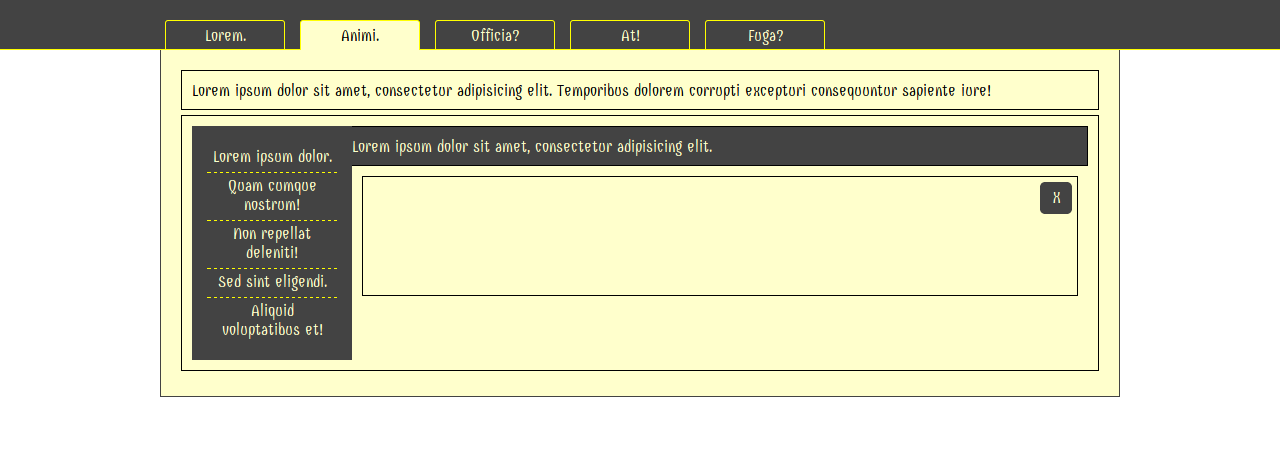 Lorem.
Animi.
Officia?
At!
Fuga?
Lorem ipsum dolor sit amet, consectetur adipisicing elit. Temporibus dolorem corrupti excepturi consequuntur sapiente iure!
Lorem ipsum dolor.
Quam cumque
nostrum!
Non repellat
deleniti!
Sed sint eligendi.
Aliquid
voluptatibus et!
Lorem ipsum dolor sit amet, consectetur adipisicing elit.
X